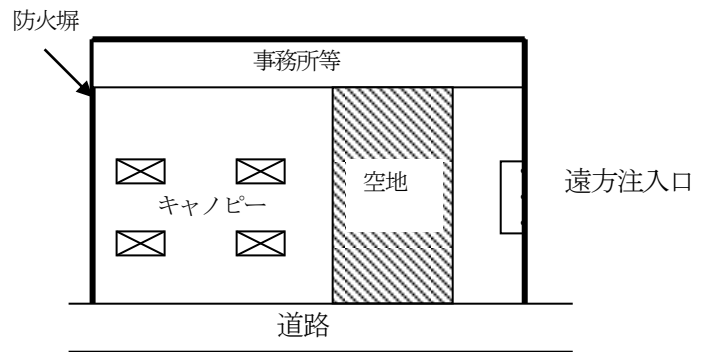 防火塀
事務所等
空地
遠方注入口
キャノピー
道路